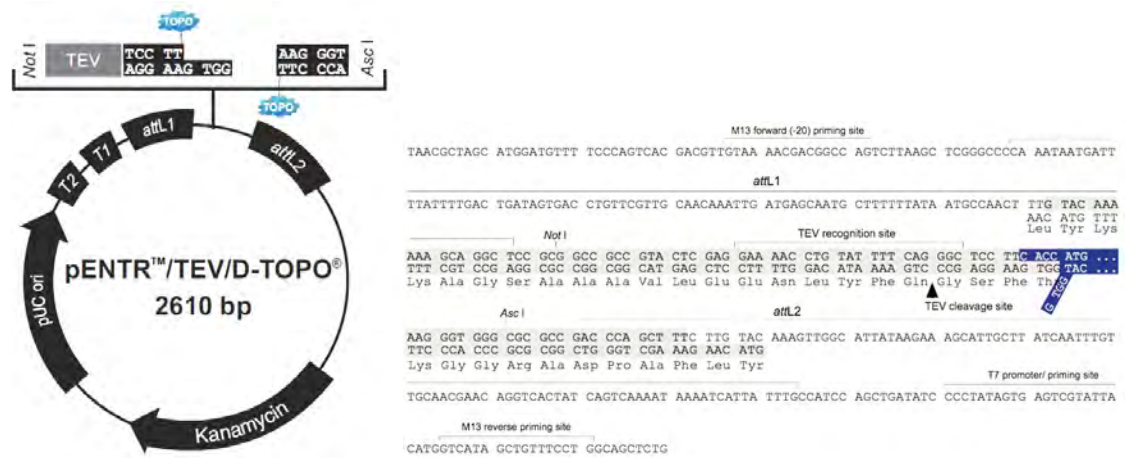 TOPO
Not I
TEV
TCC TT
AGG AAG TGG
AAG GGT
TTC CCA
Asc I
TOPO
attL1
attL2
T1
T2
pUC ori
Kanamycin
pENTR™/TEV/D-TOPO®
2610 bp
M13 forward (-20) priming site
TAACGCTAGC ATGGATGTTT TCCCAGTCAC GACGTTGTAA AACGACGGCCAG TCTTAAGC TCGGGCCCCA AATAATGATT
attL1
TTATTTTGAC TGATAGTGAC CTGTTCGTTG CAACAAATTG ATGAGCAATGC TTTTTTATA ATGCCAACT TTGTAC AAA
AAC ATG TTT
Leu Tyr Lys
Not I
TEV recognition site
AAA GCA GGC TCC GCG GCC GCC GTA CTC GAG GAA AAC CTG TAT TTT CAG GGC TCC TTC ACC ATG ...
TTT CGT CCG AGG CGC CGG CGG CAT GAG CTC CTT TTG GAC ATA AAA GTC CCG AGG AAG TGG TAC ...
Lys Ala Gly Ser Ala Ala Ala Val Leu Glu Glu Asn Leu Tyr Phe Gln Gly Ser Phe Th
G TGG
TEV cleavage site
Asc I
attL2
AAG GGT GGG CGC GCC GAC CCA GCT TTC TTG TAC AAAGTTGGC ATTATAAGAA AGCATTGCTT ATCAATTTGT
TTC CCA CCC GCG CGG CTG GGT CGA AAG AAC ATG
Lys Gly Gly Arg Ala Asp Pro Ala Phe Leu Tyr
T7 promoter/ priming site
TGCAACGAAC AGGTCACTAT CAGTCAAAAT AAAATCATTA TTTGCCATCC AGCTGATATC CCCTATAGTG AGTCGTATTA
M13 reverse priming site
CATGGTCATA GCTGTTTCCT GGCAGCTCTG